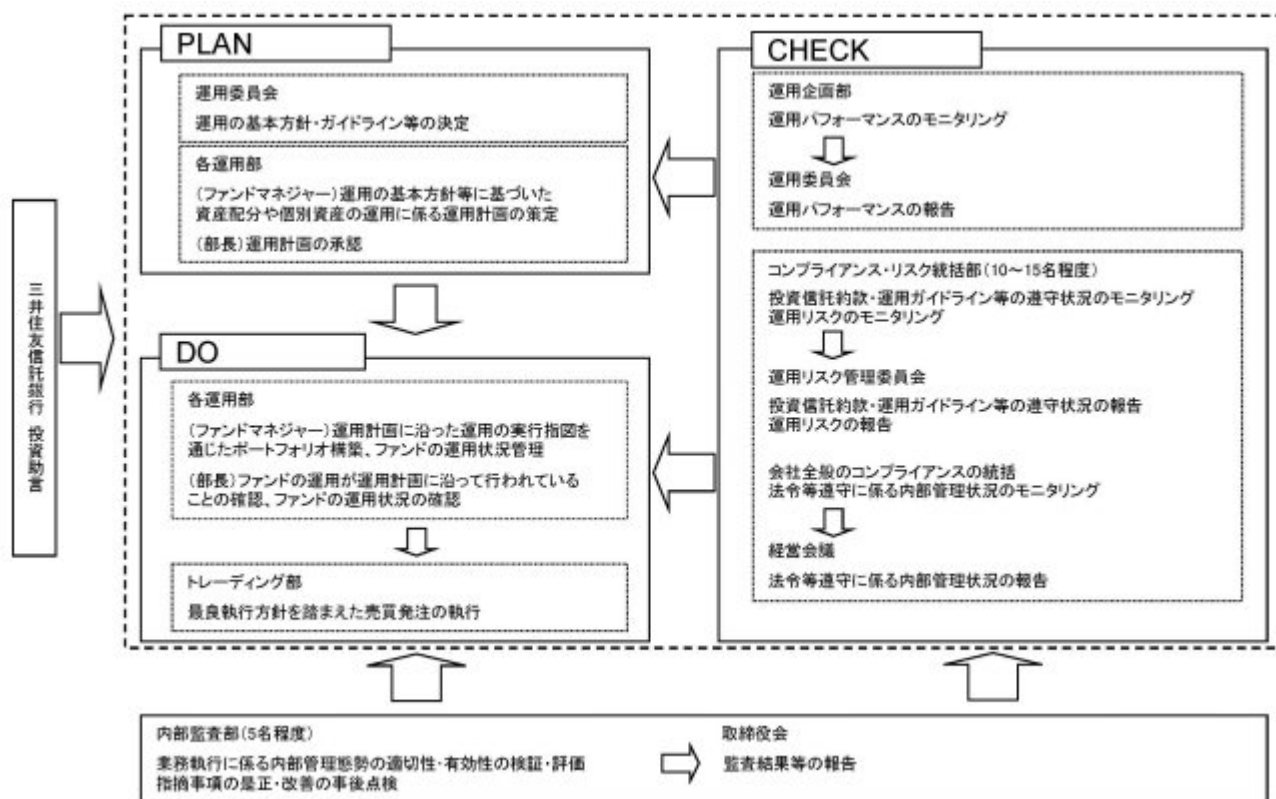 三井住友信託銀行 投資助言
PLAN
運用委員会
運用の基本方針・ガイドライン等の決定
各運用部
(ファンドマネジャー)運用の基本方針等に基づいた
資産配分や個別資産の運用に係る運用計画の策定
(部長)運用計画の承認
DO
各運用部
(ファンドマネジャー)運用計画に沿った運用の実行指図を
通じたポートフォリオ構築、ファンドの運用状況管理
(部長)ファンドの運用が運用計画に沿って行われている
ことの確認、ファンドの運用状況の確認
トレーディング部
最良執行方針を踏まえた売買発注の執行
CHECK
運用企画部
運用パフォーマンスのモニタリング
運用委員会
運用パフォーマンスの報告
コンプライアンス・リスク統括部(10~15名程度)
投資信託約款・運用ガイドライン等の遵守状況のモニタリング
運用リスクのモニタリング
運用リスク管理委員会
投資信託約款・運用ガイドライン等の遵守状況の報告
運用リスクの報告
会社全般のコンプライアンスの統括
法令等遵守に係る内部管理状況のモニタリング
経営会議
法令等遵守に係る内部管理状況の報告
内部監査部(5名程度)
業務執行に係る内部管理態勢の適切性・有効性の検証・評価
指摘事項の是正・改善の事後点検
取締役会
監査結果等の報告